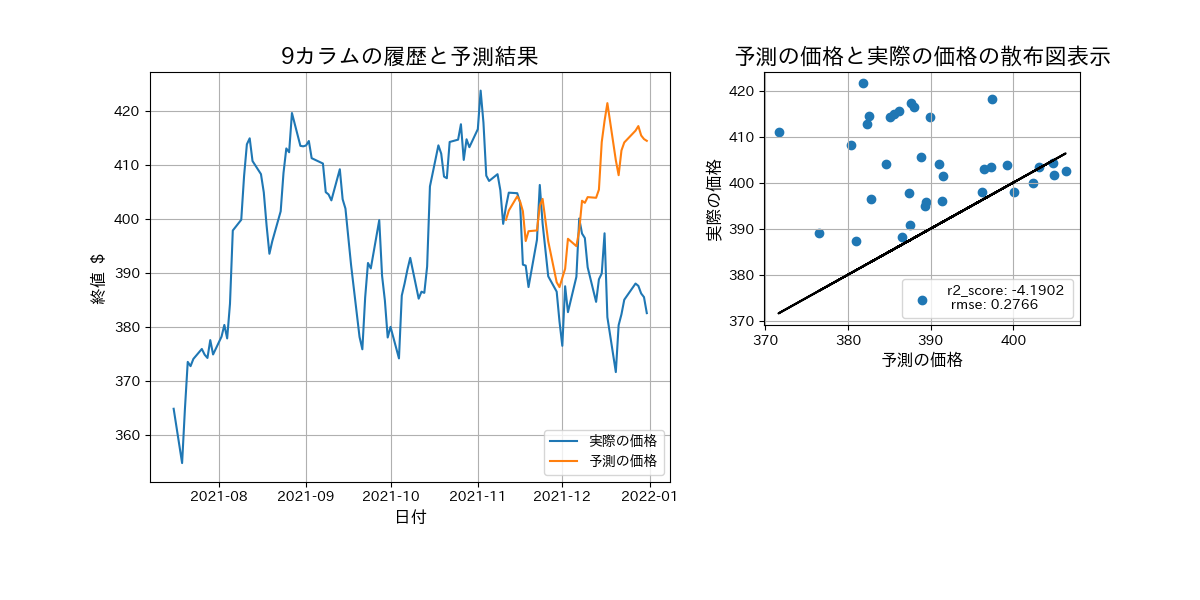 9カラムの履歴と予測結果
終値 $
420
410
400
390
380
370
360
2021-08
2021-09
2021-10
2021-11
2021-12
2022-01
日付
実際の価格
予測の価格
予測の価格と実際の価格の散布図表示
実際の価格
420
410
400
390
380
370
370
380
390
400
予測の価格
r2_score: -4.1902
rmse: 0.2766